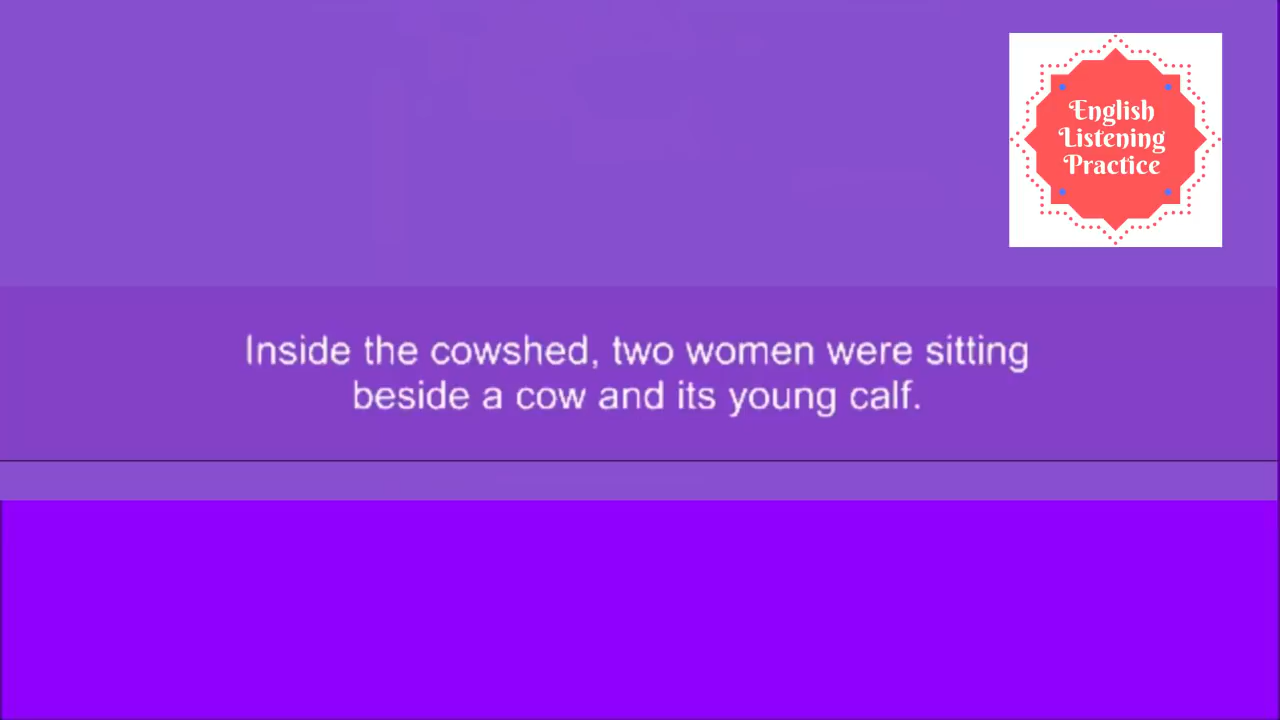 English
Listening
Practice
Inside the cowshed, two women were sitting
beside a cow and its young calf.